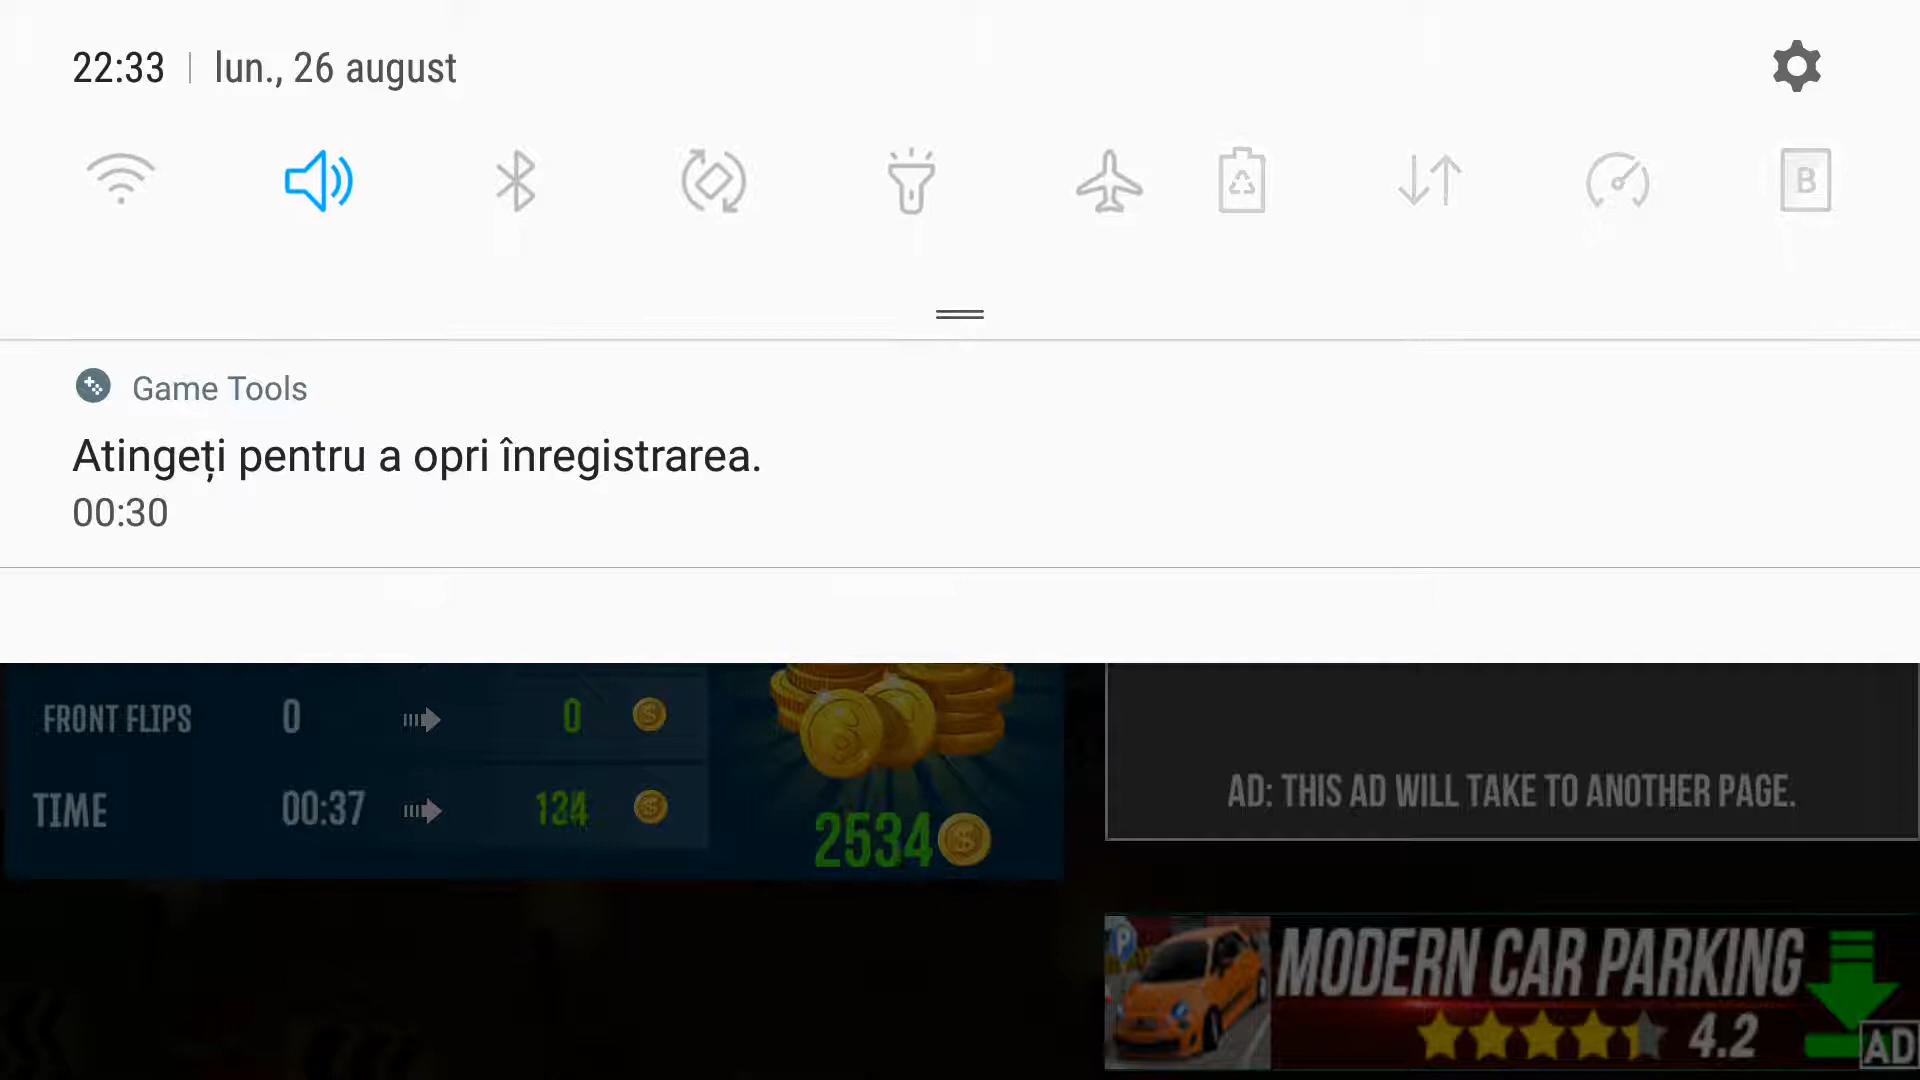 22:33 | lun., 26 august
B
Game Tools
Atingeți pentru a opri înregistrarea.
00:30
FRONT FLIPS 0 0
TIME 00:37 134
2534
AD: THIS AD WILL TAKE TO ANOTHER PAGE.
P
MODERN CAR PARKING
4.2
AD